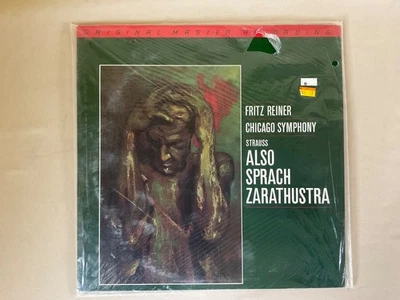 ORIGINAL MASTER RECORDING
FRITZ REINER
CHICAGO SYMPHONY
STRAUSS
ALSO
SPRACH
ZARATHUSTRA